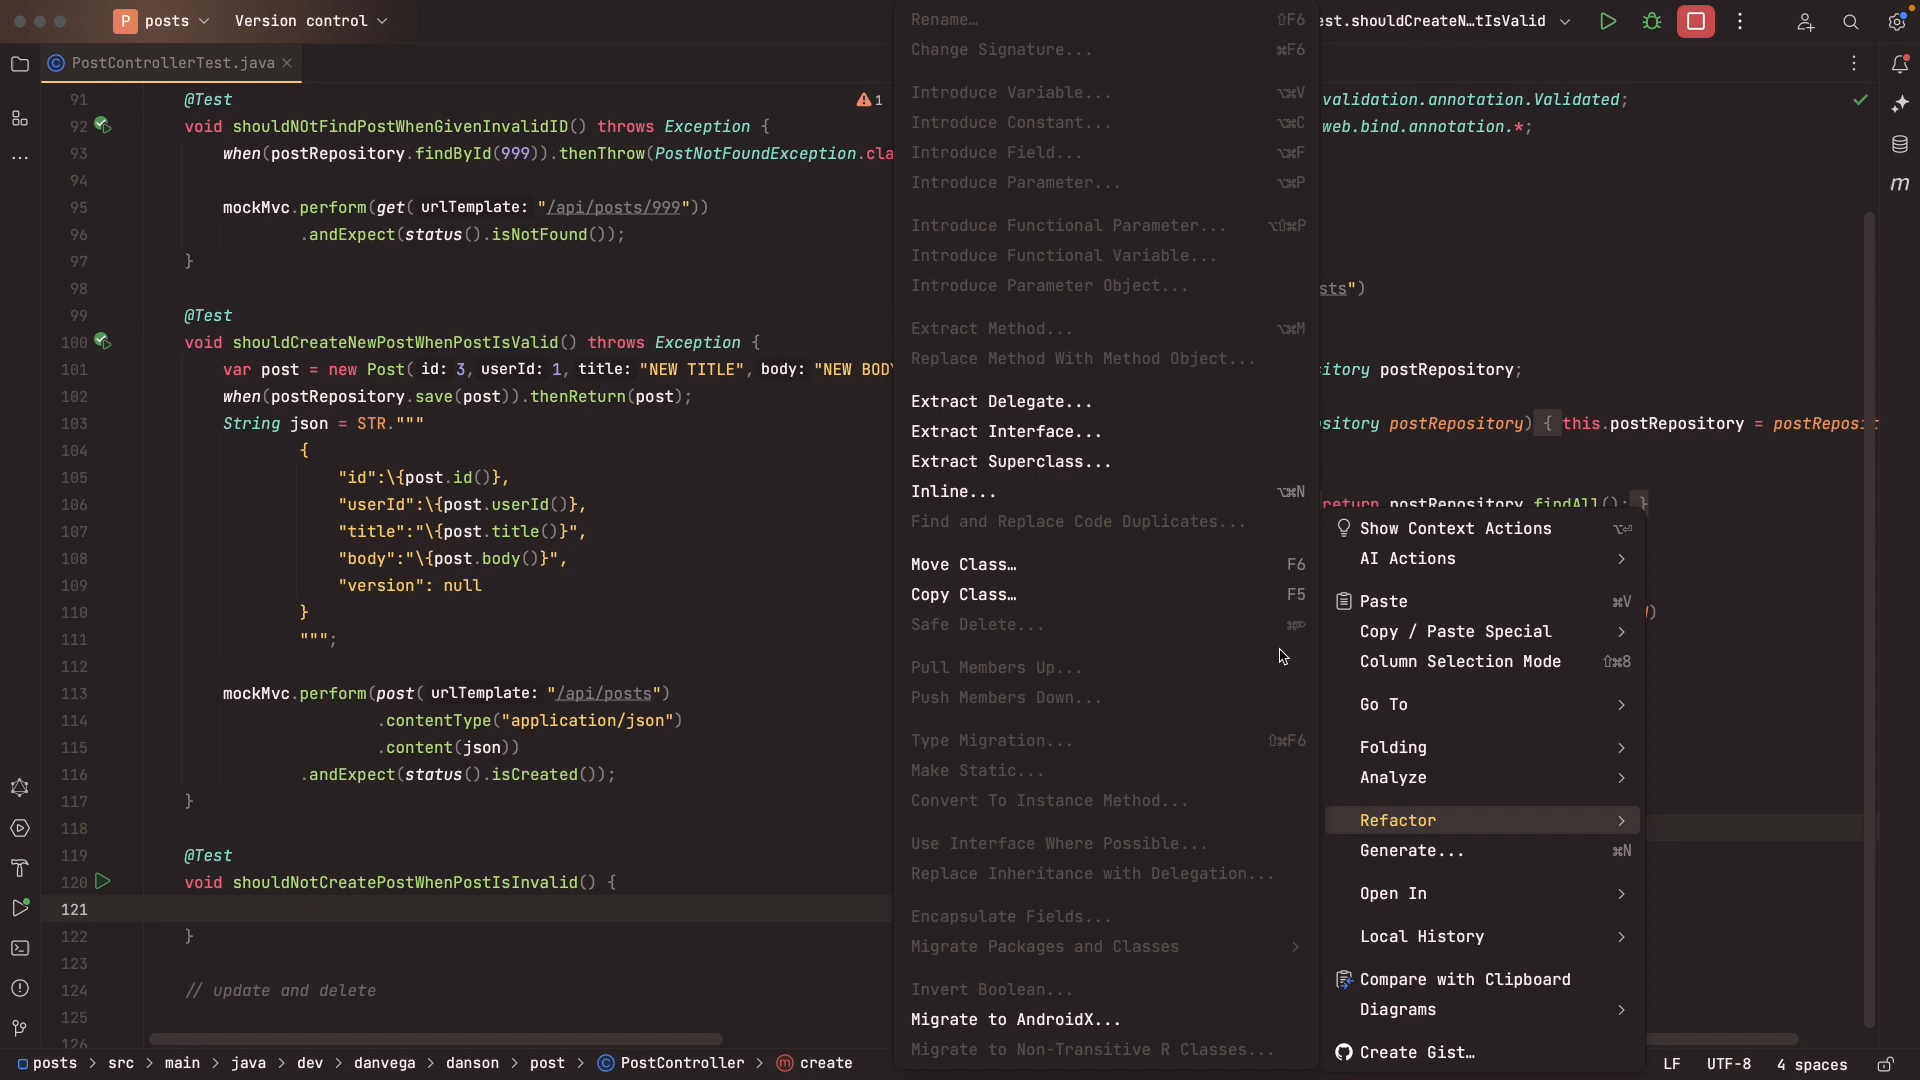 P posts
Version control
est.shouldCreateN…tIsValid
PostControllerTest.java
91 @Test
92 void shouldNOtFindPostWhenGivenInvalidID() throws Exception {
93 when(postRepository.findById(999)).thenThrow(PostNotFoundException.cla
94
95 mockMvc.perform(get( urlTemplate: "/api/posts/999"))
96 .andExpect(status().isNotFound());
97 }
98
99 @Test
100 void shouldCreateNewPostWhenPostIsValid() throws Exception {
101 var post = new Post( id: 3, userId: 1, title: "NEW TITLE", body: "NEW BODY
102 when(postRepository.save(post)).thenReturn(post);
103 String json = STR."""
104 {
105 "id":\{post.id()},
106 "userId":\{post.userId()},
107 "title":"\{post.title()}",
108 "body":"\{post.body()}",
109 "version": null
110 }
111 """;
112
113 mockMvc.perform(post( urlTemplate: "/api/posts")
114 .contentType("application/json")
115 .content(json))
116 .andExpect(status().isCreated());
117 }
118
119 @Test
120 void shouldNotCreatePostWhenPostIsInvalid() {
121
122 }
123
124 // update and delete
125
126
1
Rename… ⇧F6
Change Signature... ⌘F6
Introduce Variable... ⌥⌘V
Introduce Constant... ⌥⌘C
Introduce Field... ⌥⌘F
Introduce Parameter... ⌥⌘P
Introduce Functional Parameter... ⌥⇧⌘P
Introduce Functional Variable...
Introduce Parameter Object...
Extract Method... ⌥⌘M
Replace Method With Method Object...
Extract Delegate...
Extract Interface...
Extract Superclass...
Inline... ⌥⌘N
Find and Replace Code Duplicates...
Move Class… F6
Copy Class… F5
Safe Delete... ⌘⌦
Pull Members Up...
Push Members Down...
Type Migration... ⇧⌘F6
Make Static...
Convert To Instance Method...
Use Interface Where Possible...
Replace Inheritance with Delegation...
Encapsulate Fields...
Migrate Packages and Classes
Invert Boolean...
Migrate to AndroidX...
Migrate to Non-Transitive R Classes...
validation.annotation.Validated;
web.bind.annotation.*;
sts")
itory postRepository;
sitory postRepository) { this.postRepository = postReposit
return postRepository.findAll(); }
Show Context Actions ⌥⏎
AI Actions
Paste ⌘V
Copy / Paste Special
Column Selection Mode ⇧⌘8
Go To
Folding
Analyze
Refactor
Generate... ⌘N
Open In
Local History
Compare with Clipboard
Diagrams
Create Gist…
m
posts > src > main > java > dev > danvega > danson > post > PostController > create
LF UTF-8 4 spaces